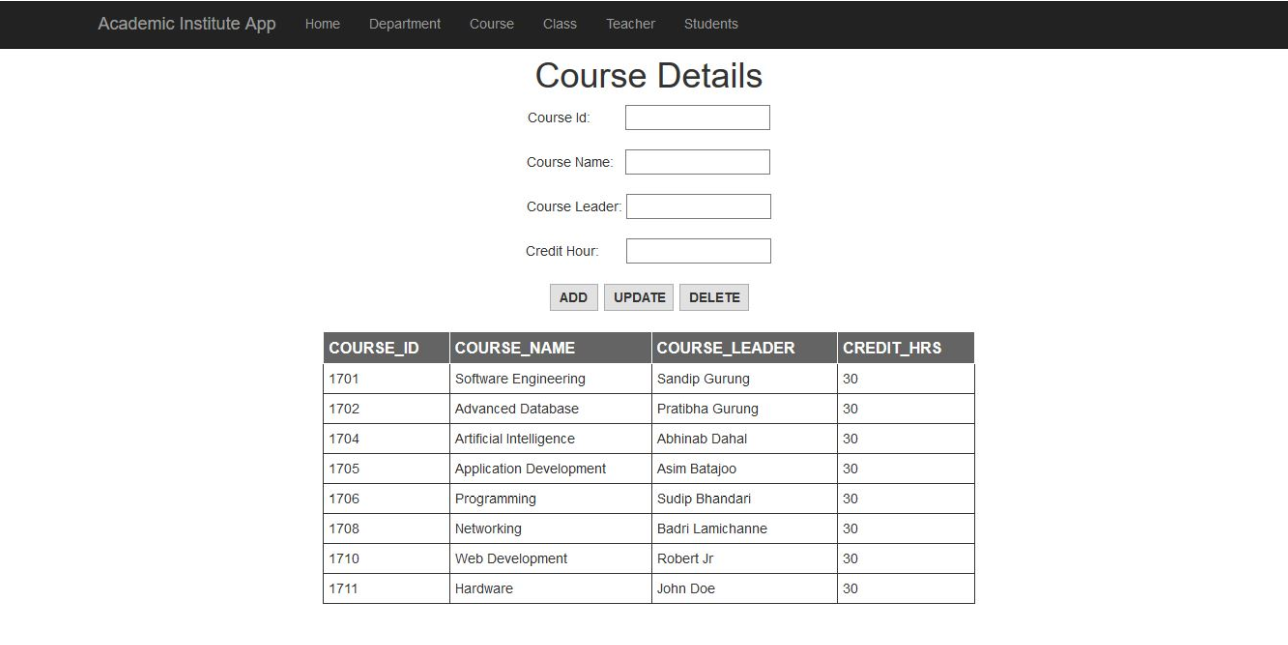 Academic Institute App Home Department Course Class Teacher Students
Course Details
Course Id:
Course Name:
Course Leader:
Credit Hour:
ADD UPDATE DELETE
COURSE_ID COURSE_NAME COURSE_LEADER CREDIT_HRS
1701 Software Engineering Sandip Gurung 30
1702 Advanced Database Pratibha Gurung 30
1704 Artificial Intelligence Abhinab Dahal 30
1705 Application Development Asim Batajoo 30
1706 Programming Sudip Bhandari 30
1708 Networking Badri Lamichanne 30
1710 Web Development Robert Jr 30
1711 Hardware John Doe 30